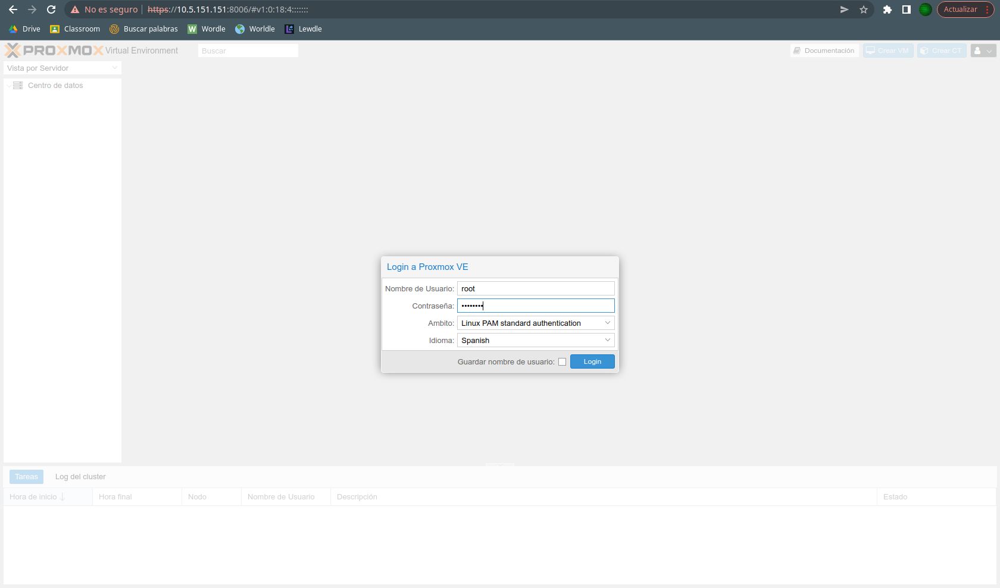 No es seguro https://10.5.151.151:8006/#v1:0:18:4:::::::
Actualizar
Drive Classroom Buscar palabras Wordle Worldle Lewdle
PROXMOX Virtual Environment Buscar Documentación Crear VM Crear CT
Vista por Servidor
Centro de datos
Login a Proxmox VE
Nombre de Usuario: root
Contraseña: ••••••••
Ambito: Linux PAM standard authentication
Idioma: Spanish
Guardar nombre de usuario: Login
Tareas Log del cluster
Hora de inicio Hora final Nodo Nombre de Usuario Descripción Estado